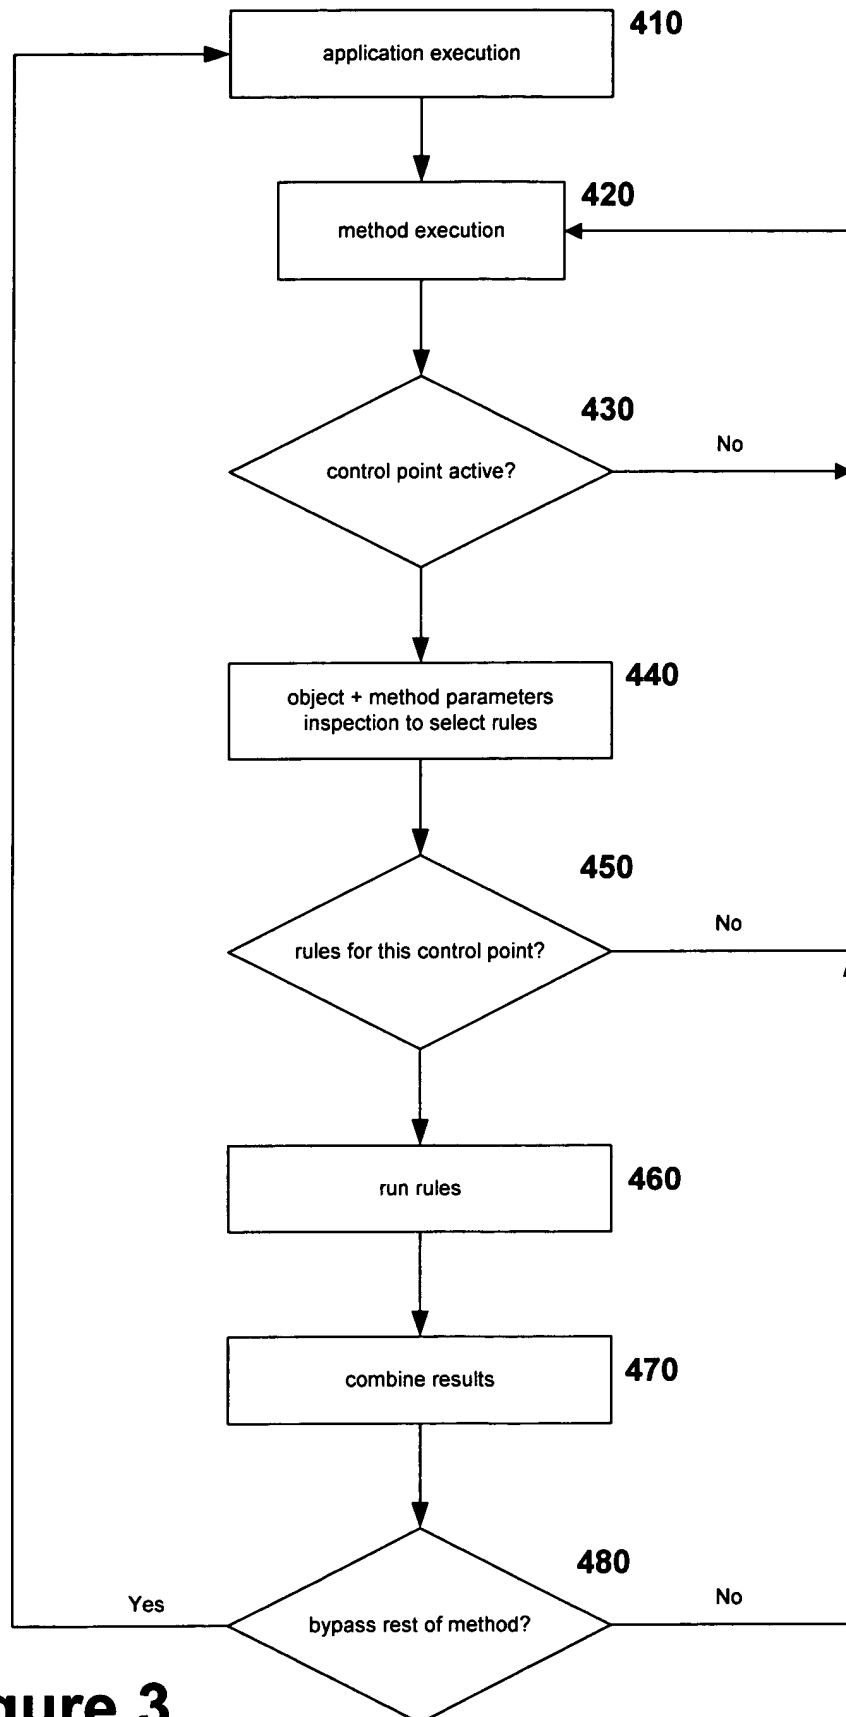 410
application execution
420
method execution
430
control point active?
No
440
object + method parameters
inspection to select rules
450
rules for this control point?
No
460
run rules
470
combine results
480
bypass rest of method?
Yes
No
gure 3